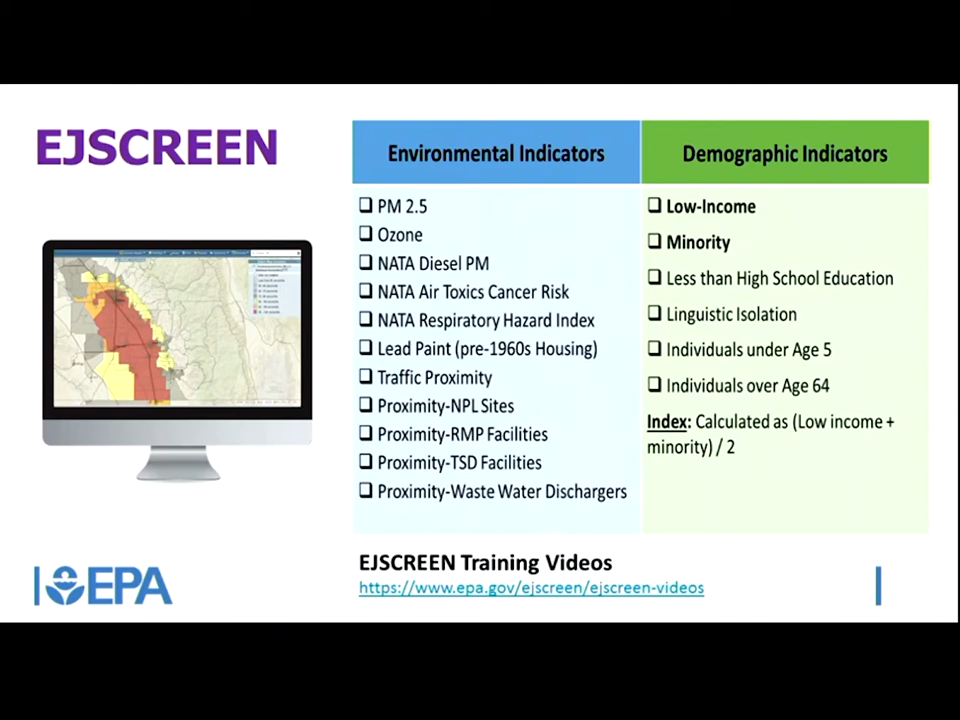 EJSCREEN
Environmental Indicators
Demographic Indicators
PM 2.5
Ozone
NATA Diesel PM
NATA Air Toxics Cancer Risk
NATA Respiratory Hazard Index
Lead Paint (pre-1960s Housing)
Traffic Proximity
Proximity-NPL Sites
Proximity-RMP Facilities
Proximity-TSD Facilities
Proximity-Waste Water Dischargers
Low-Income
Minority
Less than High School Education
Linguistic Isolation
Individuals under Age 5
Individuals over Age 64
Index: Calculated as (Low income +
minority) / 2
EJSCREEN Training Videos
https://www.epa.gov/ejscreen/ejscreen-videos
EPA